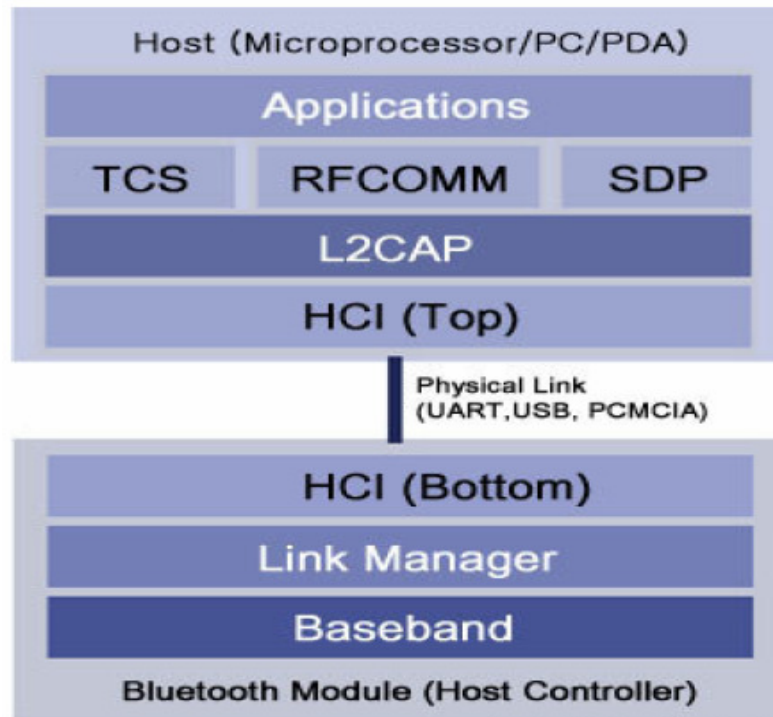 Host (Microprocessor/PC/PDA)
Applications
TCS RFCOMM SDP
L2CAP
HCI (Top)
Physical Link
(UART,USB, PCMCIA)
HCI (Bottom)
Link Manager
Baseband
Bluetooth Module (Host Controller)